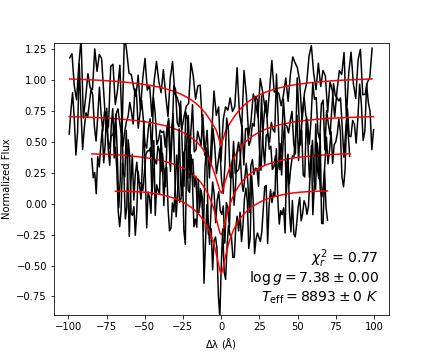 1.25
1.00
0.75
0.50
0.25
0.00
−0.25
−0.50
−0.75
Normalized Flux
χ²ᵣ = 0.77
log g = 7.38 ± 0.00
T_eff = 8893 ± 0 K
−100 −75 −50 −25 0 25 50 75 100
Δλ (Å)